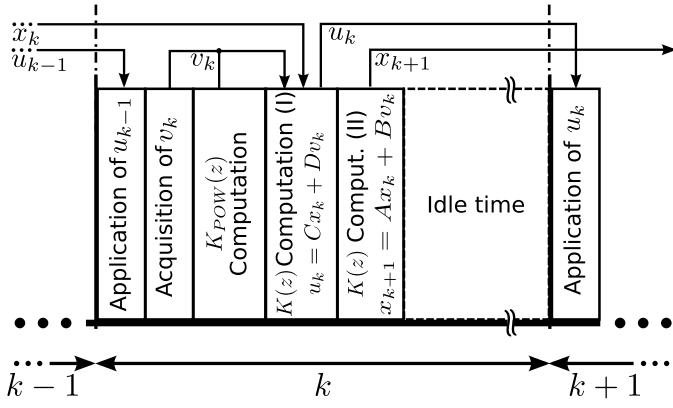 x_k
u_{k-1}
v_k
u_k
x_{k+1}
Application of u_{k-1}
Acquisition of v_k
K_{POW}(z)
Computation
K(z) Computation (I)
u_k = Cx_k + Dv_k
K(z) Comput. (II)
x_{k+1} = Ax_k + Bv_k
Idle time
Application of u_k
k − 1
k
k + 1